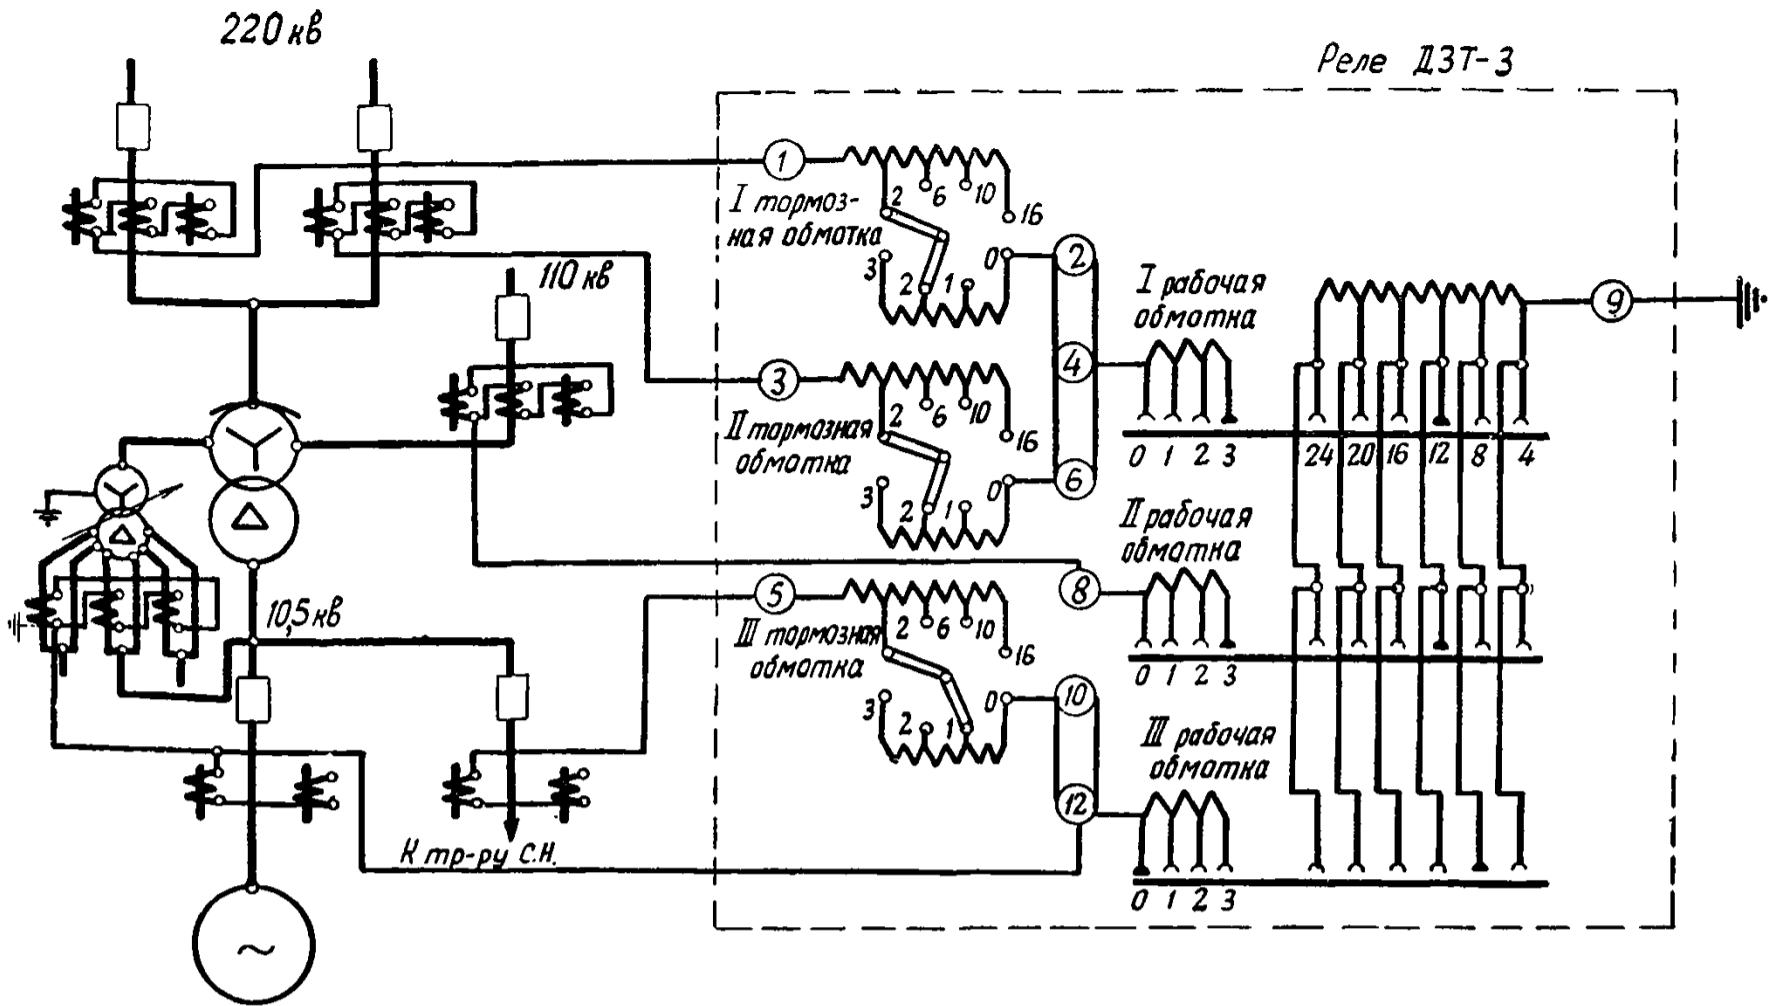 220 кв
Реле ДЗТ-3
1
2 6 10
16
I тормоз-
ная обмотка
3 2 1 0
2
110 кв
I рабочая
обмотка
9
3
4
2 6 10
16
II тормозная
обмотка
3 2 1 0
6
0 1 2 3
24 20 16 12 8 4
II рабочая
обмотка
5
8
10,5 кв
2 6 10
16
III тормозная
обмотка
3 2 1 0
10
0 1 2 3
III рабочая
обмотка
12
К тр-ру С.Н.
0 1 2 3